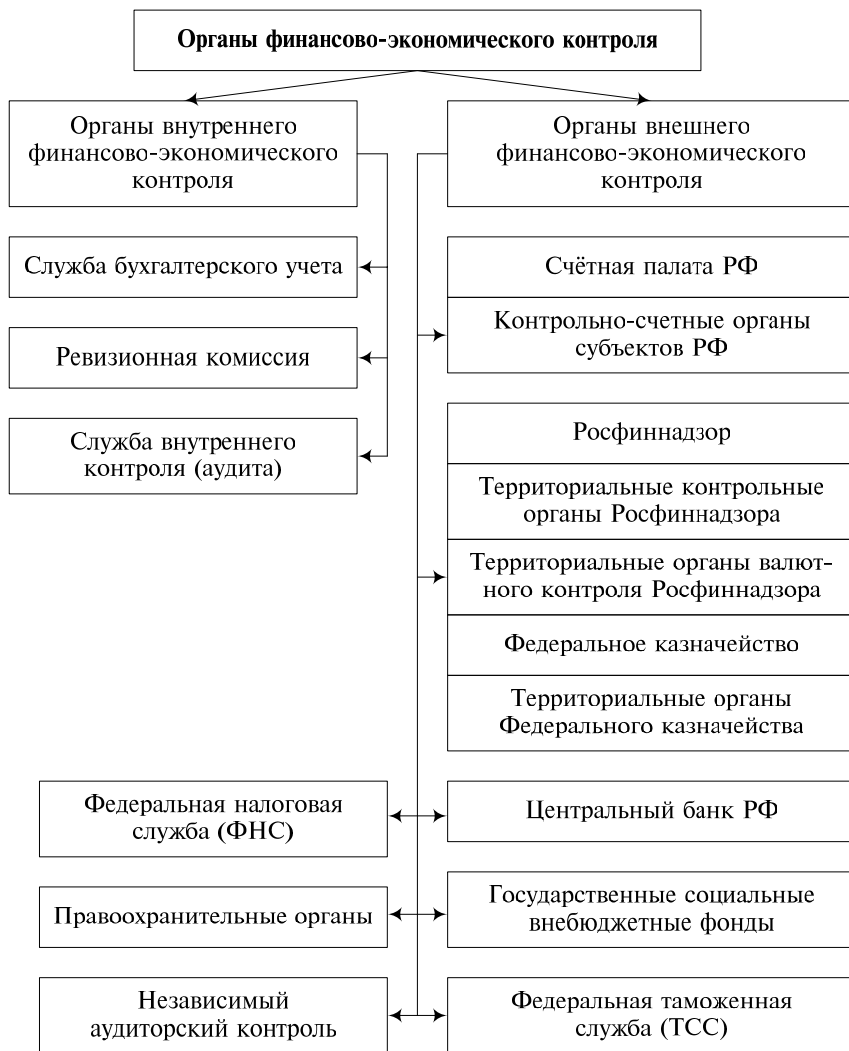 Органы финансово-экономического контроля
Органы внутреннего
финансово-экономического
контроля
Органы внешнего
финансово-экономического
контроля
Служба бухгалтерского учета
Ревизионная комиссия
Служба внутреннего
контроля (аудита)
Счётная палата РФ
Контрольно-счетные органы
субъектов РФ
Росфиннадзор
Территориальные контрольные
органы Росфиннадзора
Территориальные органы валют-
ного контроля Росфиннадзора
Федеральное казначейство
Территориальные органы
Федерального казначейства
Федеральная налоговая
служба (ФНС)
Центральный банк РФ
Правоохранительные органы
Государственные социальные
внебюджетные фонды
Независимый
аудиторский контроль
Федеральная таможенная
служба (ТСС)